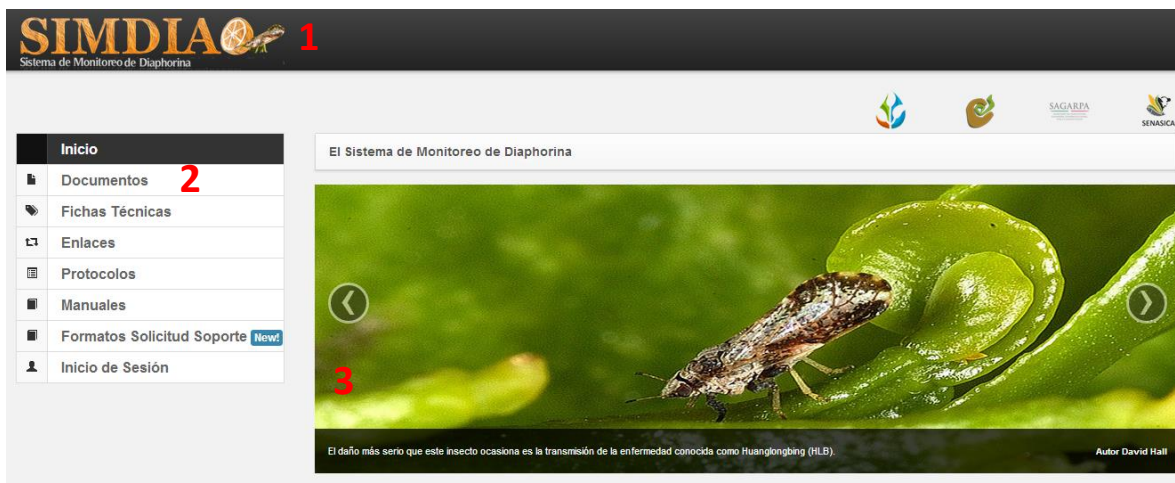 SIMDIA
1
Sistema de Monitoreo de Diaphorina
SAGARPA
SENASICA
Inicio
El Sistema de Monitoreo de Diaphorina
Documentos
2
Fichas Técnicas
Enlaces
Protocolos
Manuales
Formatos Solicitud Soporte New!
Inicio de Sesión
3
El daño más serio que este insecto ocasiona es la transmisión de la enfermedad conocida como Huanglongbing (HLB).
Autor David Hall